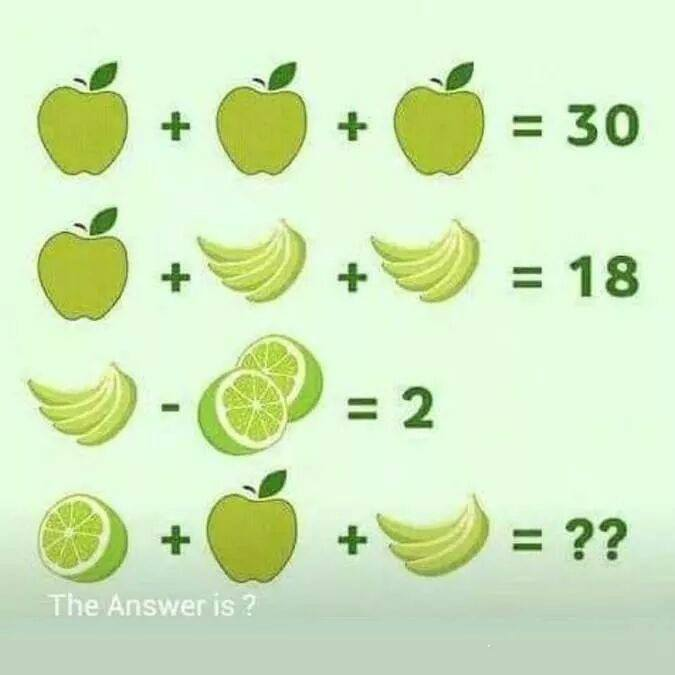 + + = 30
+ + = 18
- = 2
+ + = ??
The Answer is ?